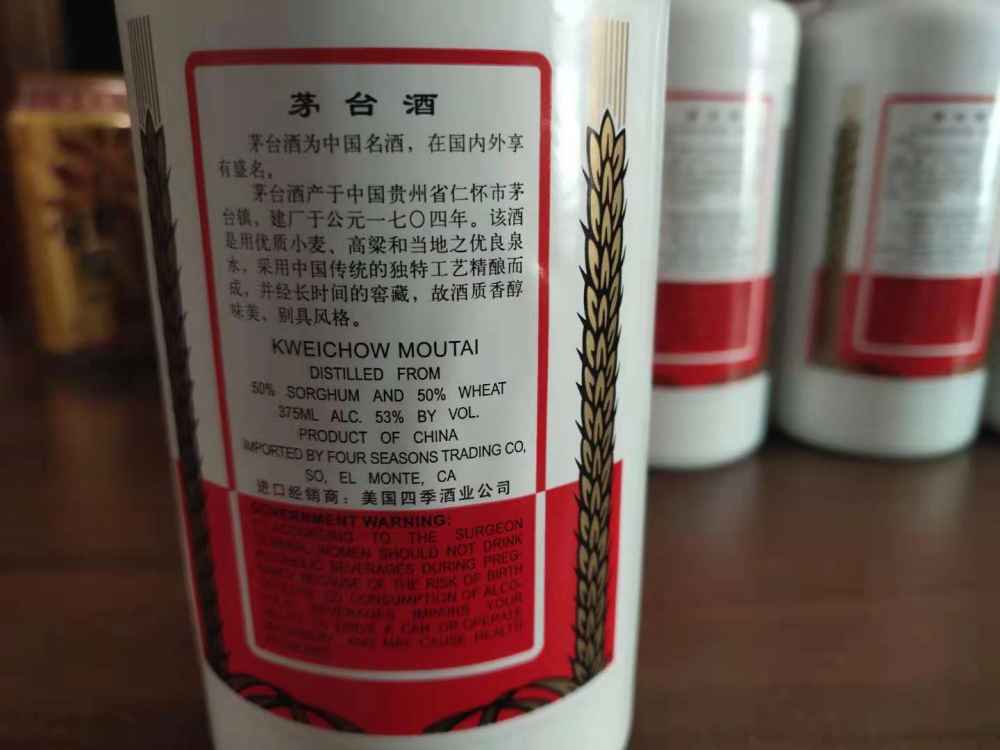 茅台酒
茅台酒为中国名酒，在国内外享
有盛名。
茅台酒产于中国贵州省仁怀市茅
台镇，建厂于公元一七〇四年。该酒
是用优质小麦、高粱和当地之优良泉
水，采用中国传统的独特工艺精酿而
成，并经长时间的窖藏，故酒质香醇
味美，别具风格。
KWEICHOW MOUTAI
DISTILLED FROM
50% SORGHUM AND 50% WHEAT
375ML ALC. 53% BY VOL.
PRODUCT OF CHINA
IMPORTED BY FOUR SEASONS TRADING CO,
SO, EL MONTE, CA
进口经销商：美国四季酒业公司
GOVERNMENT WARNING:
ACCORDING TO THE SURGEON
WOMEN SHOULD NOT DRINK
BEVERAGES DURING PREG-
BECAUSE OF THE RISK OF BIRTH
CONSUMPTION OF ALCO-
BEVERAGES IMPAIRS YOUR
DRIVE A CAR OR OPERATE
AND MAY CAUSE HEALTH